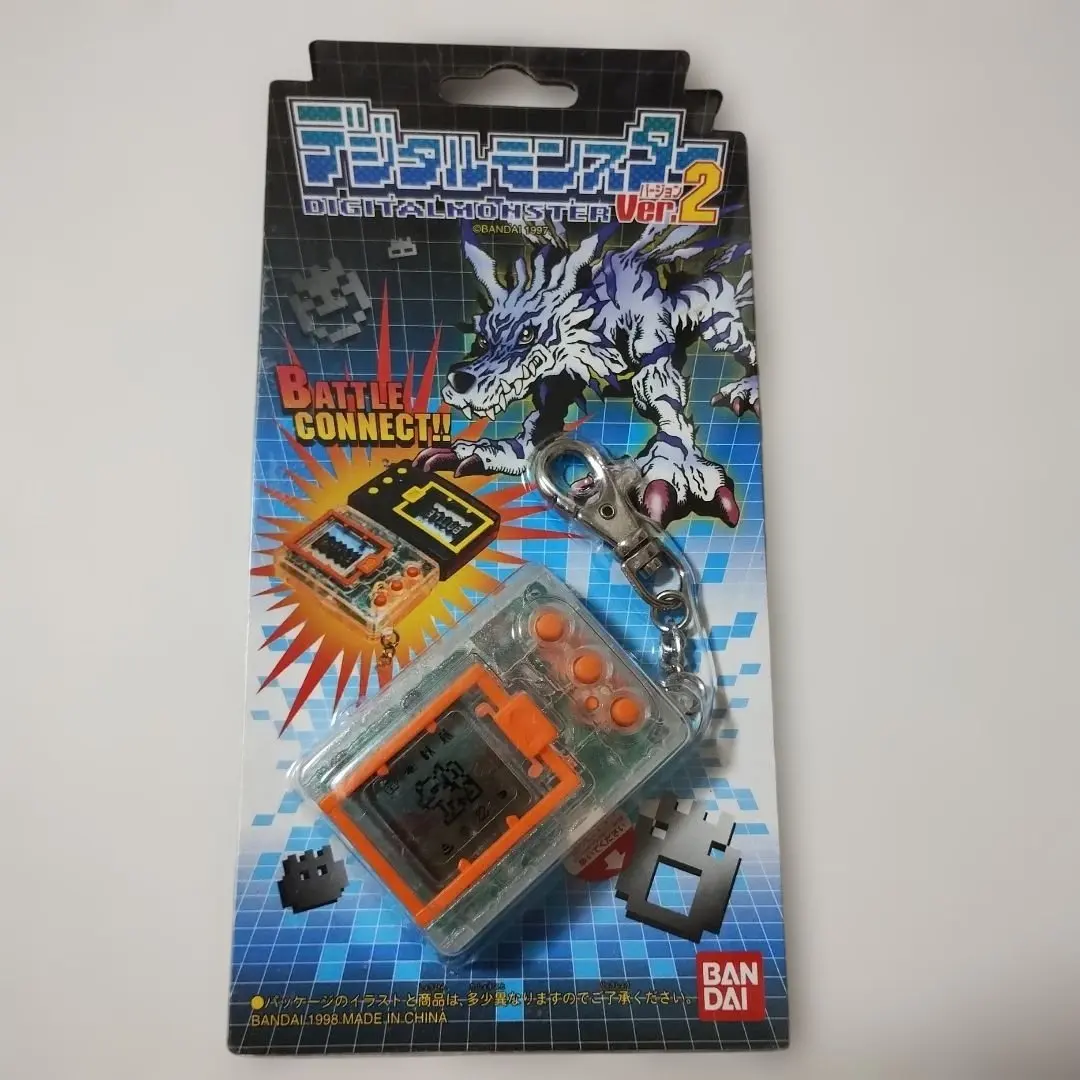 デジタルモンスター
バージョン
DIGITALMONSTER Ver.2
©BANDAI 1997
BATTLE
CONNECT!!
●パッケージのイラストと商品は、多少異なりますのでご了承ください。
BANDAI 1998 MADE IN CHINA
BAN
DAI